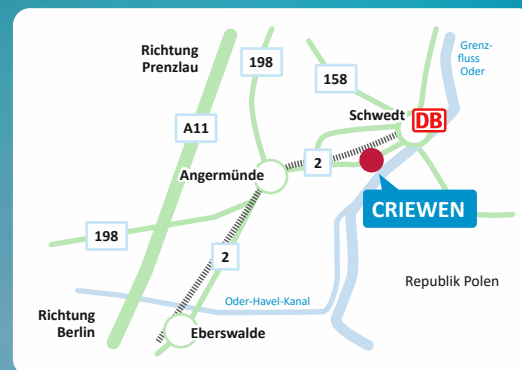 Richtung
Prenzlau
198
Grenz-
fluss
Oder
158
A11
Schwedt
DB
2
Angermünde
CRIEWEN
198
2
Republik Polen
Oder-Havel-Kanal
Richtung
Berlin
Eberswalde